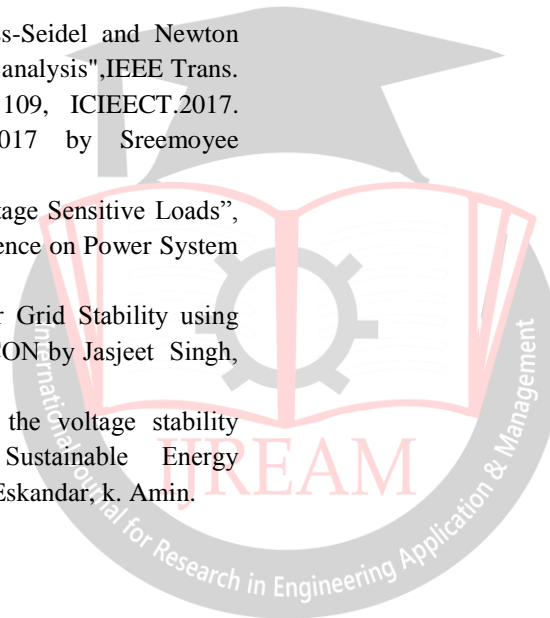 s-Seidel and Newton
analysis",IEEE Trans.
109, ICIEECT.2017.
017 by Sreemoyee
tage Sensitive Loads”,
ence on Power System
r Grid Stability using
CON by Jasjeet Singh,
the voltage stability
Sustainable Energy
Eskandar, k. Amin.
IJREAM
International Journal for Research in Engineering Application & Management